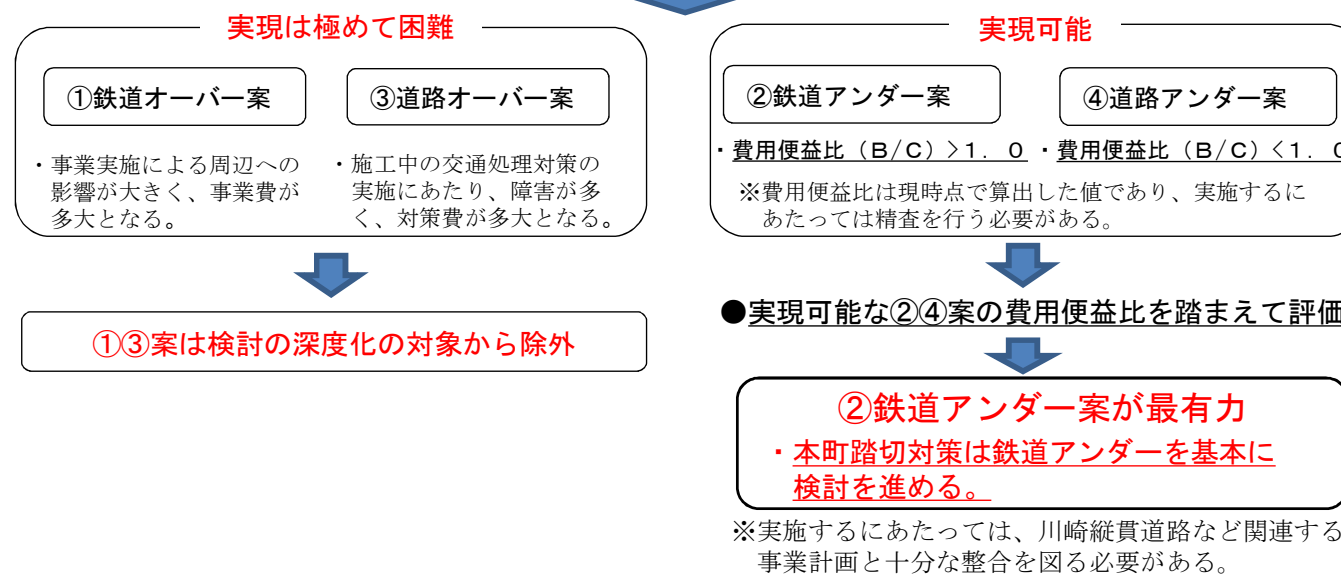 実現は極めて困難
①鉄道オーバー案
③道路オーバー案
・事業実施による周辺への
影響が大きく、事業費が
多大となる。
・施工中の交通処理対策の
実施にあたり、障害が多
く、対策費が多大となる。
①③案は検討の深度化の対象から除外
実現可能
②鉄道アンダー案
④道路アンダー案
・費用便益比（Ｂ/Ｃ）＞１．０
・費用便益比（Ｂ/Ｃ）＜１．０
※費用便益比は現時点で算出した値であり、実施するに
あたっては精査を行う必要がある。
●実現可能な②④案の費用便益比を踏まえて評価
②鉄道アンダー案が最有力
・本町踏切対策は鉄道アンダーを基本に
検討を進める。
※実施するにあたっては、川崎縦貫道路など関連する
事業計画と十分な整合を図る必要がある。